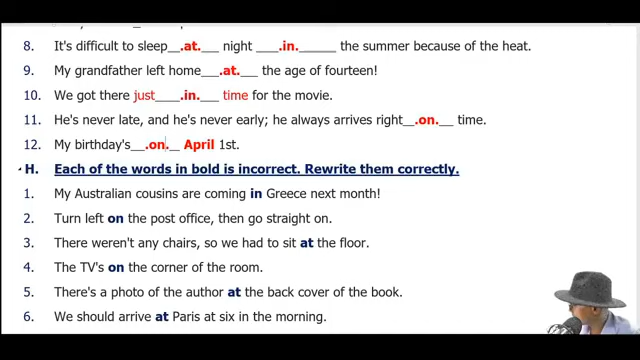 8. It's difficult to sleep__.at.__ night ___.in.______ the summer because of the heat.
9. My grandfather left home___.at.___ the age of fourteen!
10. We got there just____.in.___ time for the movie.
11. He's never late, and he's never early; he always arrives right__.on.__ time.
12. My birthday's__.on._ April 1st.
H. Each of the words in bold is incorrect. Rewrite them correctly.
1. My Australian cousins are coming in Greece next month!
2. Turn left on the post office, then go straight on.
3. There weren't any chairs, so we had to sit at the floor.
4. The TV's on the corner of the room.
5. There's a photo of the author at the back cover of the book.
6. We should arrive at Paris at six in the morning.